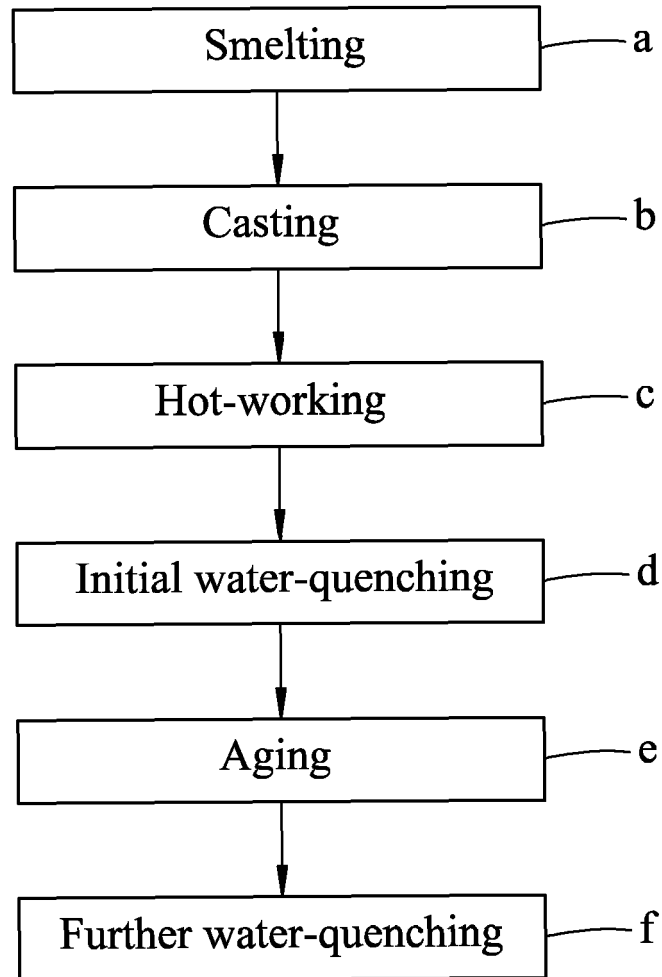 Smelting a
Casting b
Hot-working c
Initial water-quenching d
Aging e
Further water-quenching f